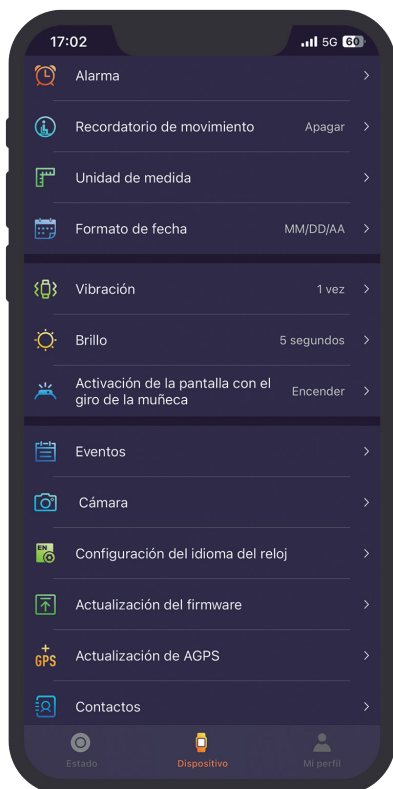 17:02 5G 60
Alarma
Recordatorio de movimiento Apagar
Unidad de medida
Formato de fecha MM/DD/AA
Vibración 1 vez
Brillo 5 segundos
Activación de la pantalla con el
giro de la muñeca Encender
Eventos
Cámara
EN
Configuración del idioma del reloj
Actualización del firmware
GPS Actualización de AGPS
Contactos
Estado Dispositivo Mi perfil